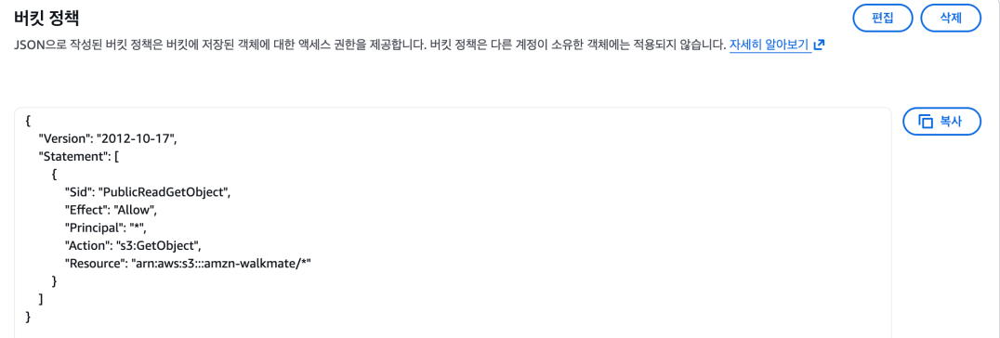 버킷 정책
편집
삭제
JSON으로 작성된 버킷 정책은 버킷에 저장된 객체에 대한 액세스 권한을 제공합니다. 버킷 정책은 다른 계정이 소유한 객체에는 적용되지 않습니다. 자세히 알아보기
복사
{
    "Version": "2012-10-17",
    "Statement": [
        {
            "Sid": "PublicReadGetObject",
            "Effect": "Allow",
            "Principal": "*",
            "Action": "s3:GetObject",
            "Resource": "arn:aws:s3:::amzn-walkmate/*"
        }
    ]
}